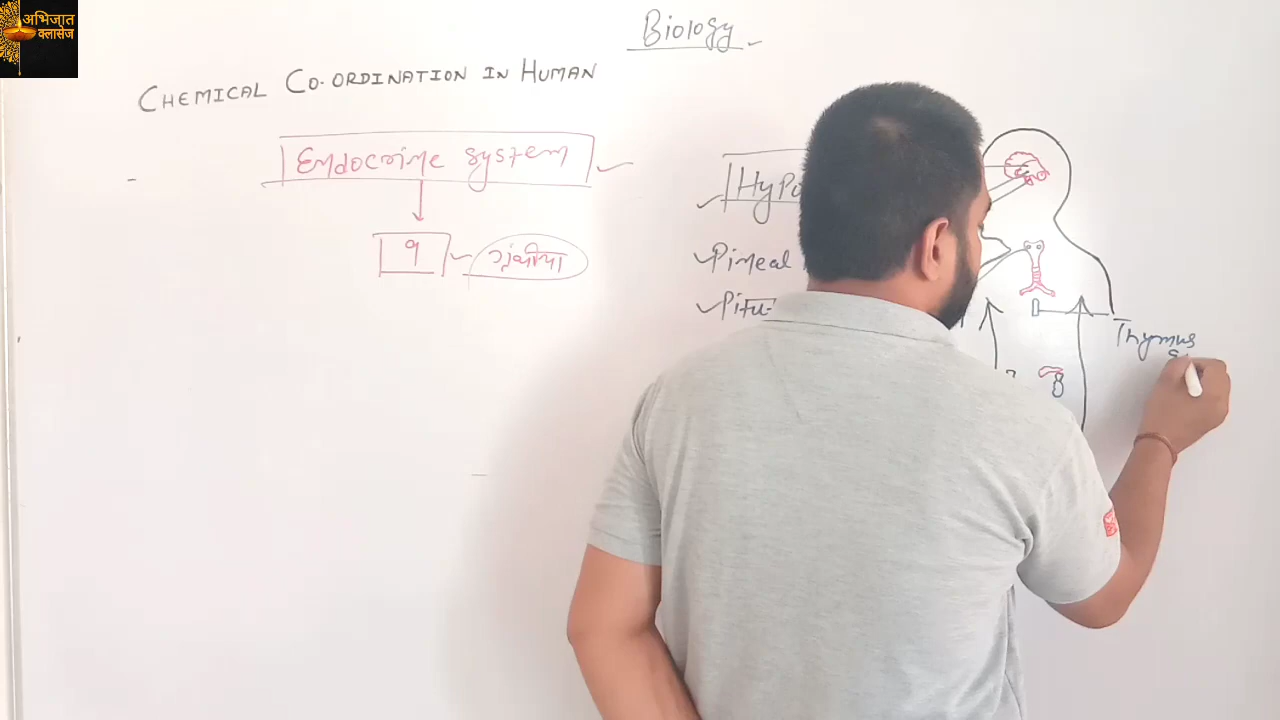 अभिजात
क्लासेज
Biology
CHEMICAL CO-ORDINATION IN HUMAN
Endocrine system
9
ग्रंथीया
Pineal
Thymus